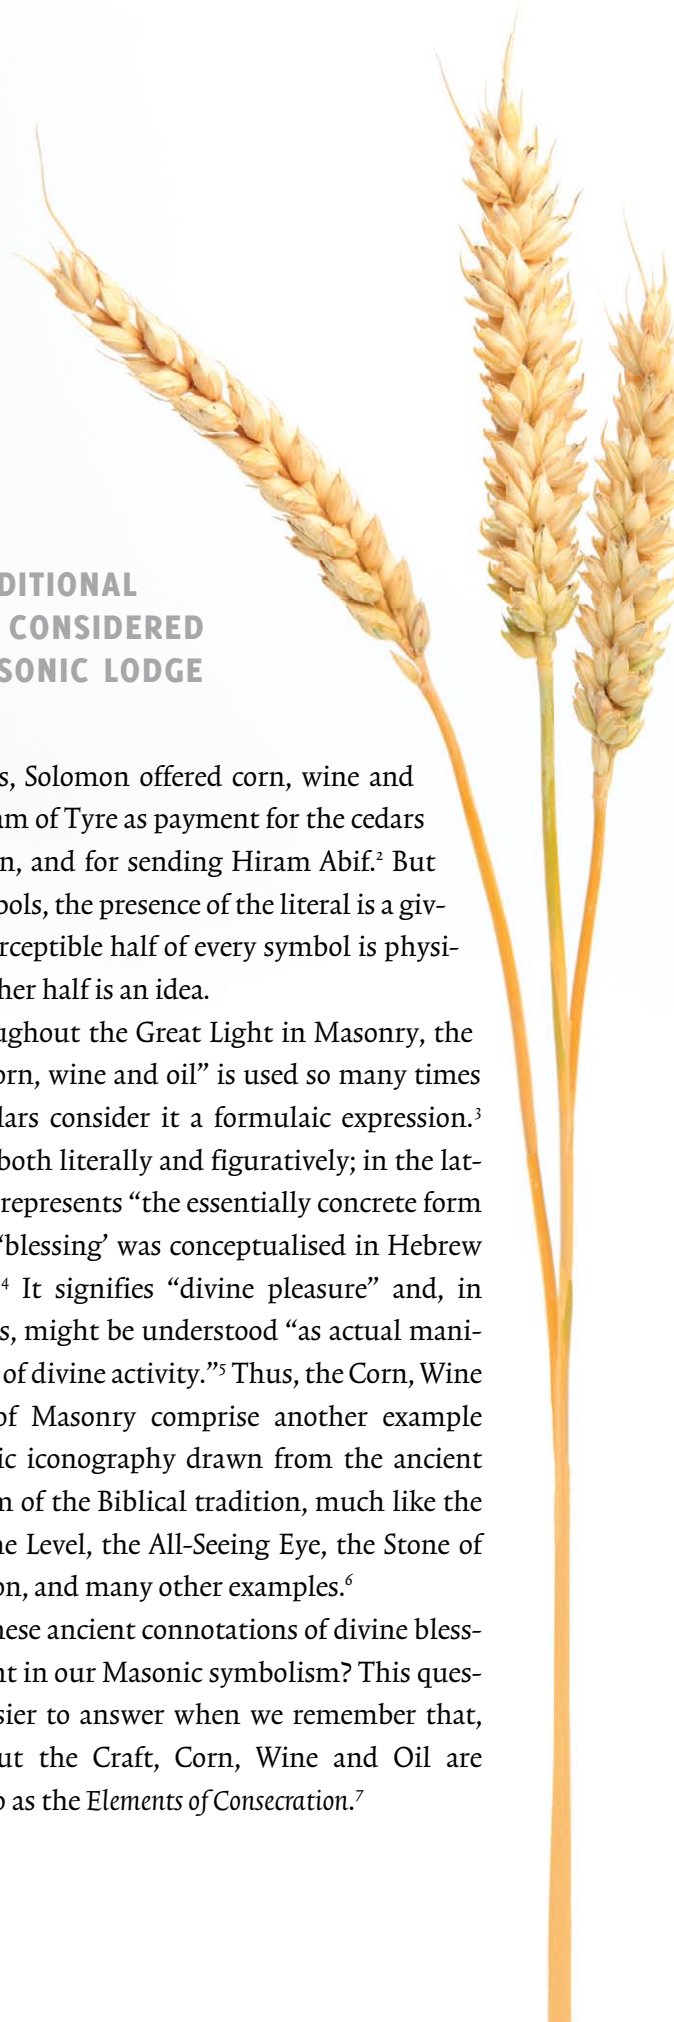 DITIONAL
CONSIDERED
SONIC LODGE
s, Solomon offered corn, wine and
am of Tyre as payment for the cedars
n, and for sending Hiram Abif.² But
bols, the presence of the literal is a giv-
rceptible half of every symbol is physi-
her half is an idea.
ughout the Great Light in Masonry, the
orn, wine and oil” is used so many times
lars consider it a formulaic expression.³
both literally and figuratively; in the lat-
represents “the essentially concrete form
‘blessing’ was conceptualised in Hebrew
⁴ It signifies “divine pleasure” and, in
s, might be understood “as actual mani-
of divine activity.”⁵ Thus, the Corn, Wine
of Masonry comprise another example
ic iconography drawn from the ancient
m of the Biblical tradition, much like the
he Level, the All-Seeing Eye, the Stone of
on, and many other examples.⁶
hese ancient connotations of divine bless-
nt in our Masonic symbolism? This ques-
sier to answer when we remember that,
ut the Craft, Corn, Wine and Oil are
o as the Elements of Consecration.⁷